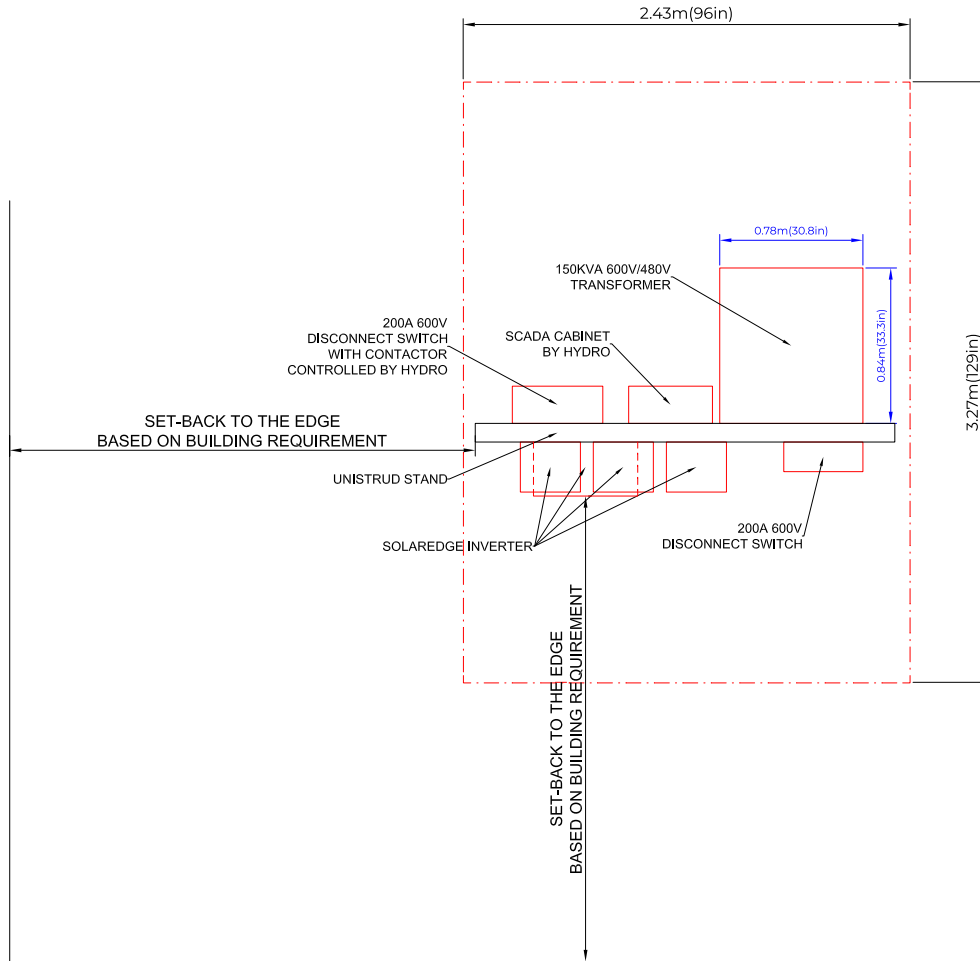 2.43m(96in)
0.78m(30.8in)
150KVA 600V/480V
TRANSFORMER
200A 600V
DISCONNECT SWITCH
WITH CONTACTOR
CONTROLLED BY HYDRO
SCADA CABINET
BY HYDRO
0.84m(33.3in)
3.27m(129in)
SET-BACK TO THE EDGE
BASED ON BUILDING REQUIREMENT
UNISTRUD STAND
SOLAREDGE INVERTER
200A 600V
DISCONNECT SWITCH
SET-BACK TO THE EDGE
BASED ON BUILDING REQUIREMENT